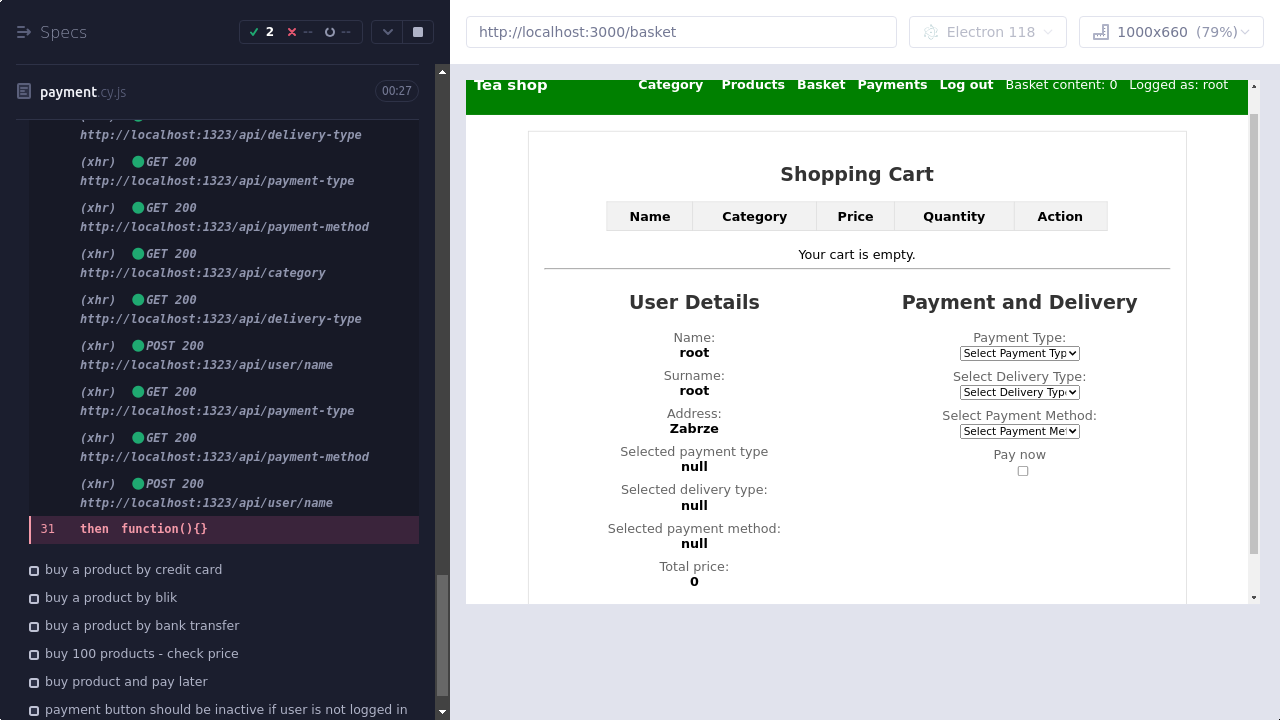 Specs
2
--
--
payment.cy.js
00:27
http://localhost:1323/api/delivery-type
(xhr) GET 200
http://localhost:1323/api/payment-type
(xhr) GET 200
http://localhost:1323/api/payment-method
(xhr) GET 200
http://localhost:1323/api/category
(xhr) GET 200
http://localhost:1323/api/delivery-type
(xhr) POST 200
http://localhost:1323/api/user/name
(xhr) GET 200
http://localhost:1323/api/payment-type
(xhr) GET 200
http://localhost:1323/api/payment-method
(xhr) POST 200
http://localhost:1323/api/user/name
31 then function(){}
buy a product by credit card
buy a product by blik
buy a product by bank transfer
buy 100 products - check price
buy product and pay later
payment button should be inactive if user is not logged in
http://localhost:3000/basket
Electron 118
1000x660 (79%)
Tea shop Category Products Basket Payments Log out Basket content: 0 Logged as: root
Shopping Cart
Name Category Price Quantity Action
Your cart is empty.
User Details
Name:
root
Surname:
root
Address:
Zabrze
Selected payment type
null
Selected delivery type:
null
Selected payment method:
null
Total price:
0
Payment and Delivery
Payment Type:
Select Payment Typ
Select Delivery Type:
Select Delivery Type
Select Payment Method:
Select Payment Met
Pay now